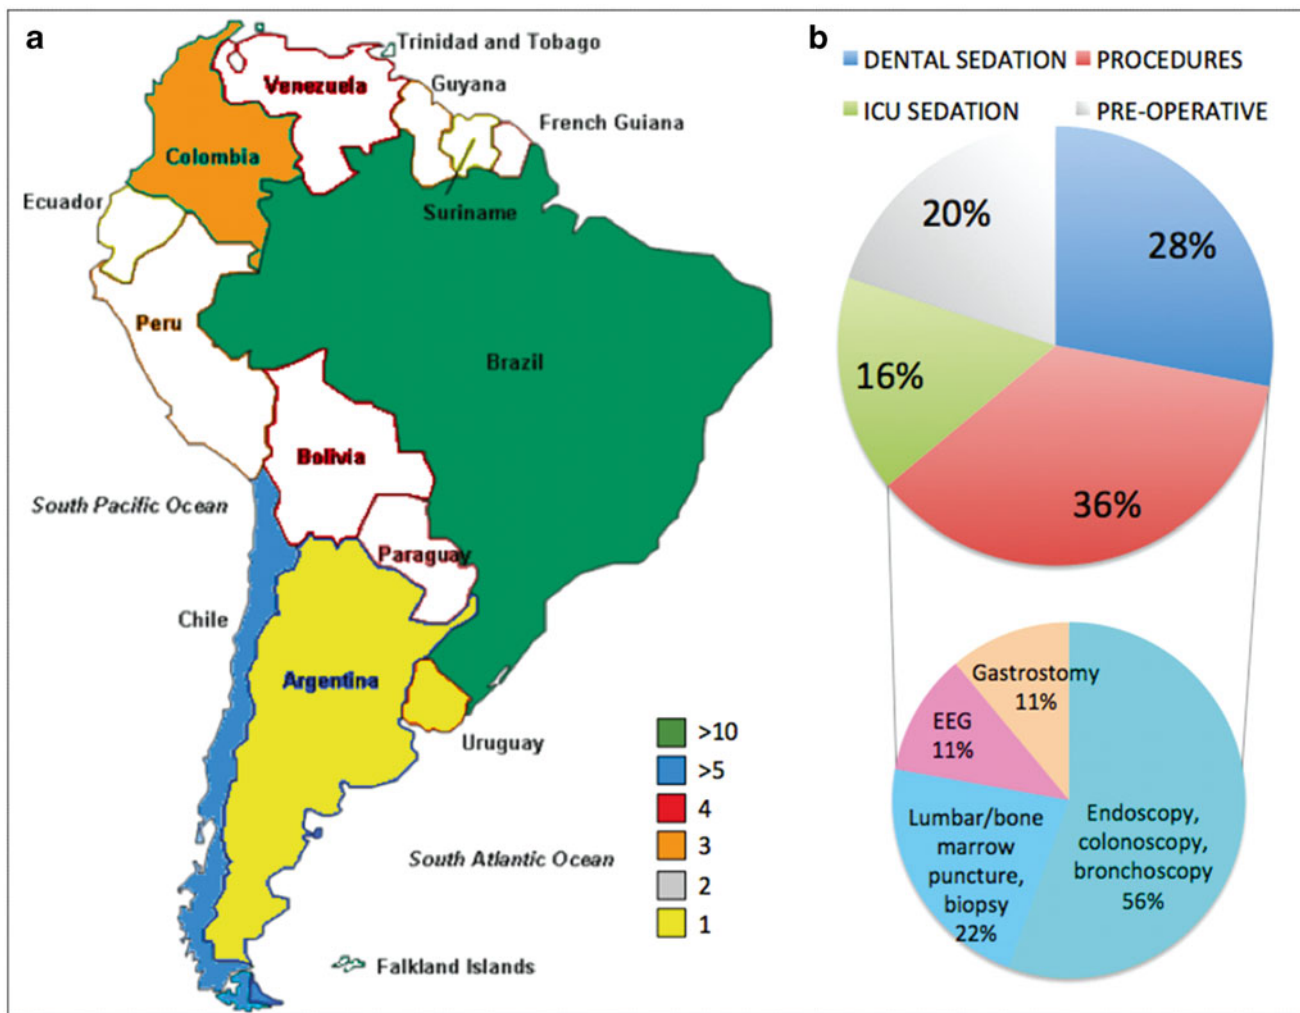 a
Trinidad and Tobago
Venezuela
Guyana
French Guiana
Colombia
Ecuador
Suriname
Peru
Brazil
Bolivia
South Pacific Ocean
Paraguay
Chile
Argentina
Uruguay
>10
>5
4
3
2
1
South Atlantic Ocean
Falkland Islands
b
DENTAL SEDATION
PROCEDURES
ICU SEDATION
PRE-OPERATIVE
20%
28%
16%
36%
Gastrostomy
11%
EEG
11%
Lumbar/bone
marrow
puncture,
biopsy
22%
Endoscopy,
colonoscopy,
bronchoscopy
56%